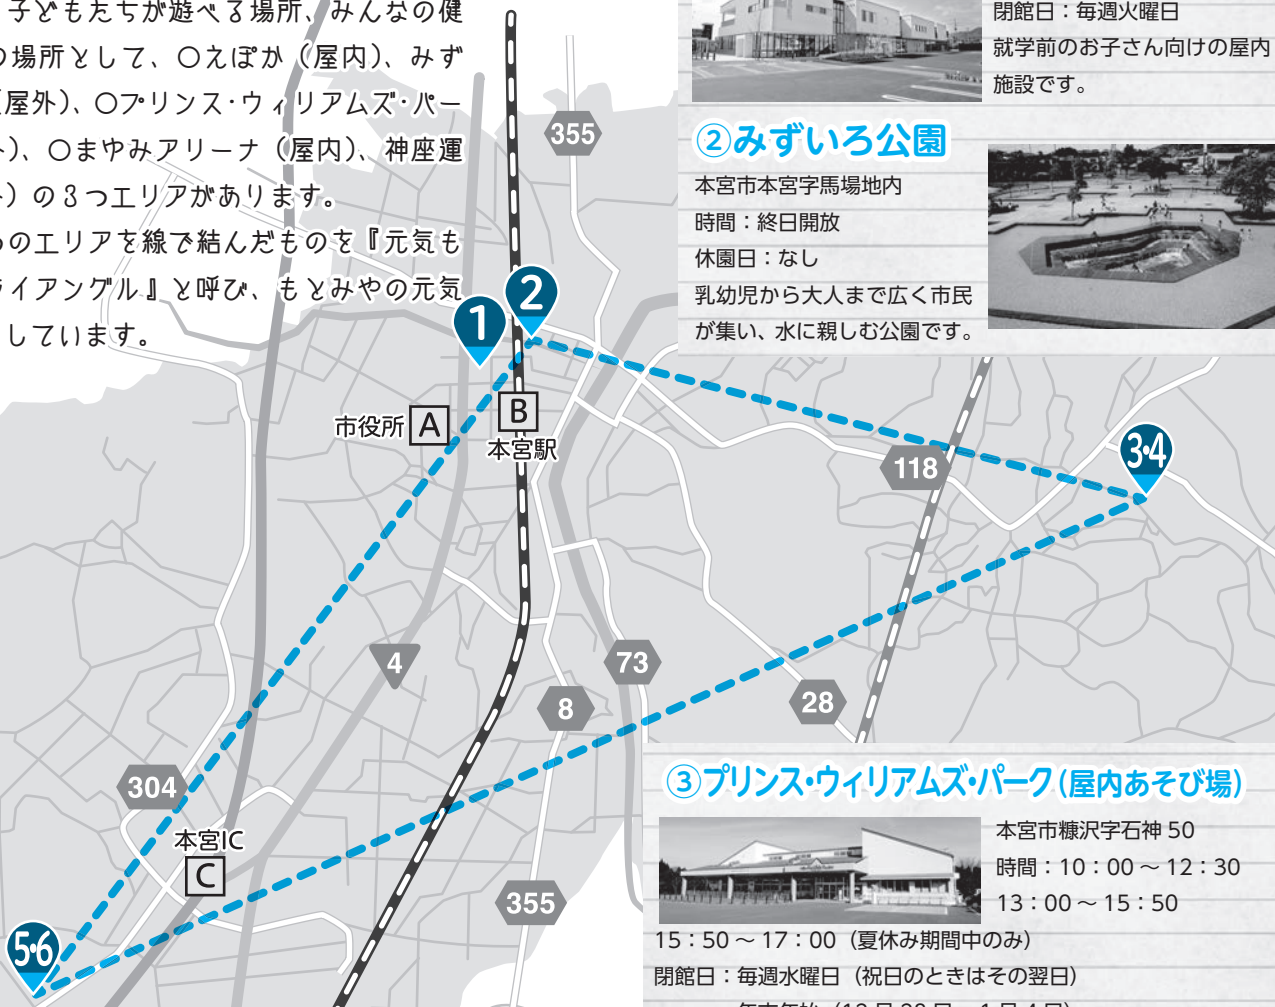 子どもたちが遊べる場所、みんなの健
の場所として、○えぽか（屋内）、みず
屋外）、○プリンス・ウィリアムズ・パー
）、○まゆみアリーナ（屋内）、神座運
）の３つエリアがあります。
のエリアを線で結んだものを『元気も
ライアングル』と呼び、もとみやの元気
しています。
閉館日：毎週火曜日
就学前のお子さん向けの屋内
施設です。
②みずいろ公園
本宮市本宮字馬場地内
時間：終日開放
休園日：なし
乳幼児から大人まで広く市民
が集い、水に親しむ公園です。
355
1
2
市役所 A
B
本宮駅
118
3・4
4
73
8
28
304
本宮IC
C
355
5・6
③プリンス・ウィリアムズ・パーク（屋内あそび場）
本宮市糠沢字石神 50
時間：10：00 ～ 12：30
13：00 ～ 15：50
15：50 ～ 17：00（夏休み期間中のみ）
閉館日：毎週水曜日（祝日のときはその翌日）